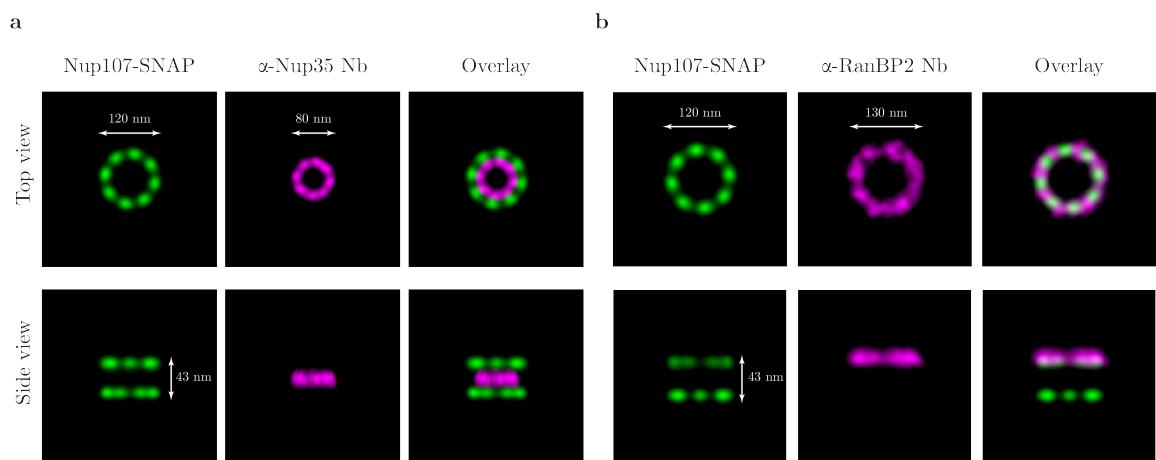 a
b
Nup107-SNAP
α-Nup35 Nb
Overlay
Nup107-SNAP
α-RanBP2 Nb
Overlay
Top view
120 nm
80 nm
120 nm
130 nm
Side view
43 nm
43 nm